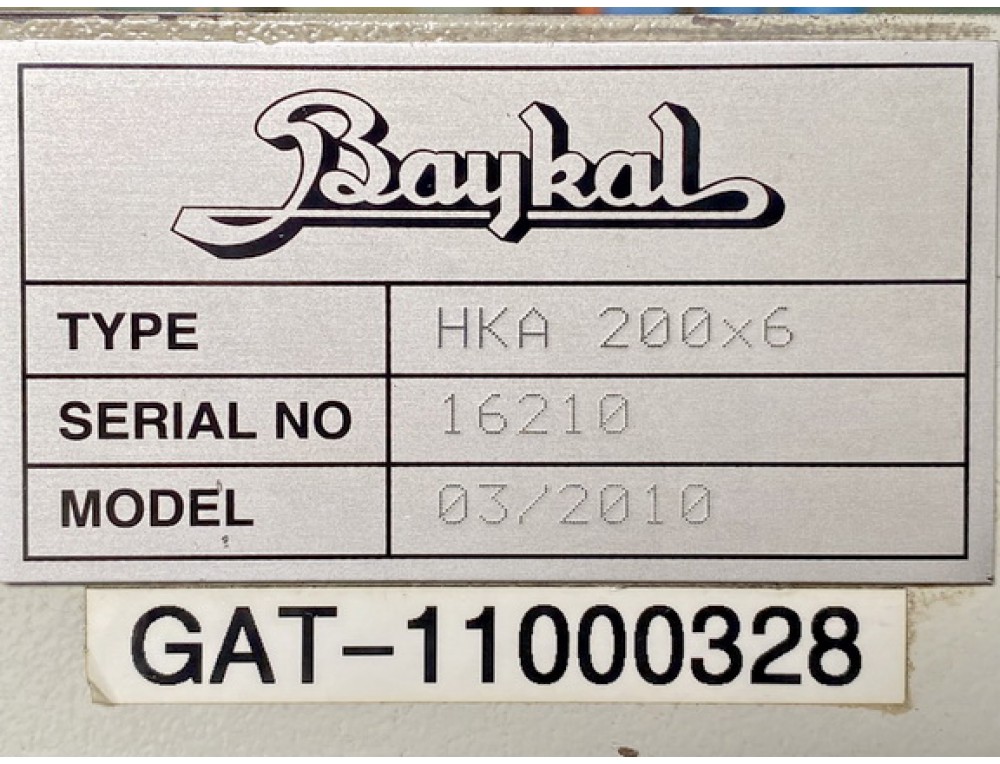 Baykal
TYPE HKA 200x6
SERIAL NO 16210
MODEL 03/2010
GAT-11000328